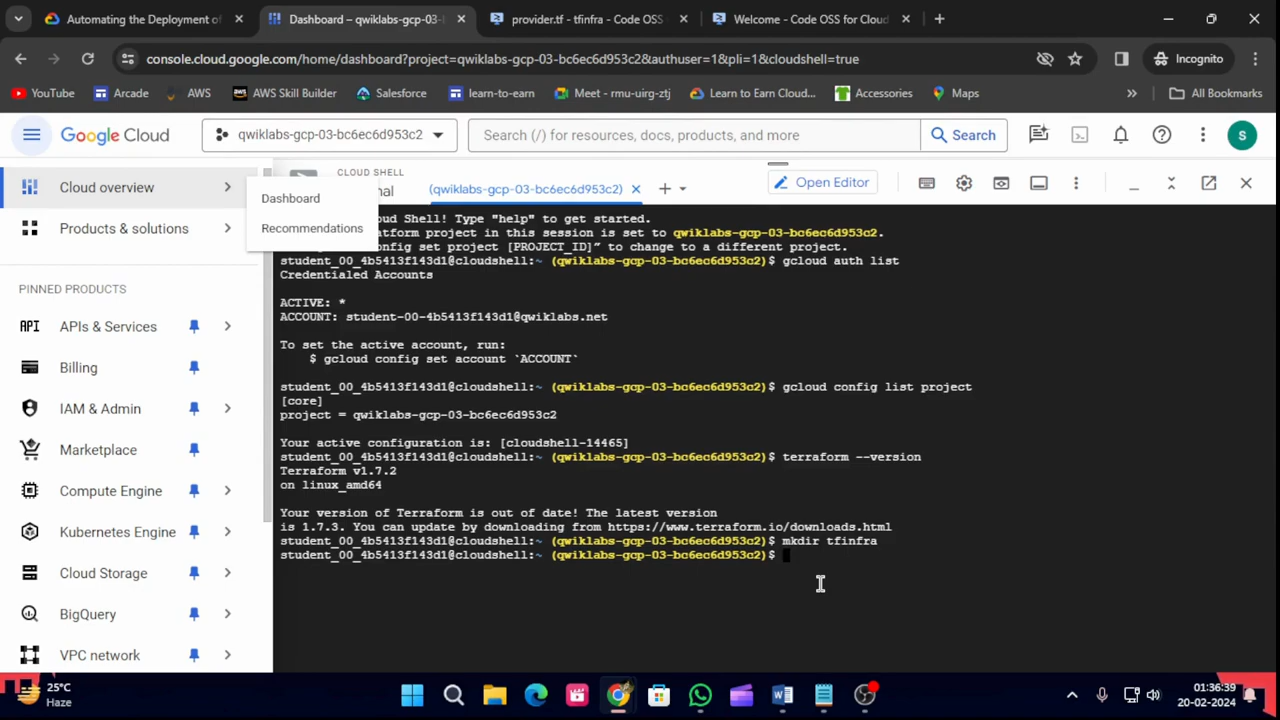 Automating the Deployment of
Dashboard – qwiklabs-gcp-03-
provider.tf - tfinfra - Code OSS
Welcome - Code OSS for Cloud
console.cloud.google.com/home/dashboard?project=qwiklabs-gcp-03-bc6ec6d953c2&authuser=1&pli=1&cloudshell=true
Incognito
YouTube
Arcade
AWS
AWS Skill Builder
Salesforce
learn-to-earn
Meet - rmu-uirg-ztj
Learn to Earn Cloud...
Accessories
Maps
All Bookmarks
Google Cloud
qwiklabs-gcp-03-bc6ec6d953c2
Search (/) for resources, docs, products, and more
Search
S
Cloud overview
Products & solutions
Dashboard
Recommendations
PINNED PRODUCTS
API APIs & Services
Billing
IAM & Admin
Marketplace
Compute Engine
Kubernetes Engine
Cloud Storage
BigQuery
VPC network
CLOUD SHELL
nal
(qwiklabs-gcp-03-bc6ec6d953c2)
Open Editor
oud Shell! Type "help" to get started.
atform project in this session is set to qwiklabs-gcp-03-bc6ec6d953c2.
onfig set project [PROJECT_ID]” to change to a different project.
student_00_4b5413f143d1@cloudshell:~ (qwiklabs-gcp-03-bc6ec6d953c2)$ gcloud auth list
Credentialed Accounts
ACTIVE: *
ACCOUNT: student-00-4b5413f143d1@qwiklabs.net
To set the active account, run:
$ gcloud config set account `ACCOUNT`
student_00_4b5413f143d1@cloudshell:~ (qwiklabs-gcp-03-bc6ec6d953c2)$ gcloud config list project
[core]
project = qwiklabs-gcp-03-bc6ec6d953c2
Your active configuration is: [cloudshell-14465]
student_00_4b5413f143d1@cloudshell:~ (qwiklabs-gcp-03-bc6ec6d953c2)$ terraform --version
Terraform v1.7.2
on linux_amd64
Your version of Terraform is out of date! The latest version
is 1.7.3. You can update by downloading from https://www.terraform.io/downloads.html
student_00_4b5413f143d1@cloudshell:~ (qwiklabs-gcp-03-bc6ec6d953c2)$ mkdir tfinfra
student_00_4b5413f143d1@cloudshell:~ (qwiklabs-gcp-03-bc6ec6d953c2)$
25°C
Haze
01:36:39
20-02-2024